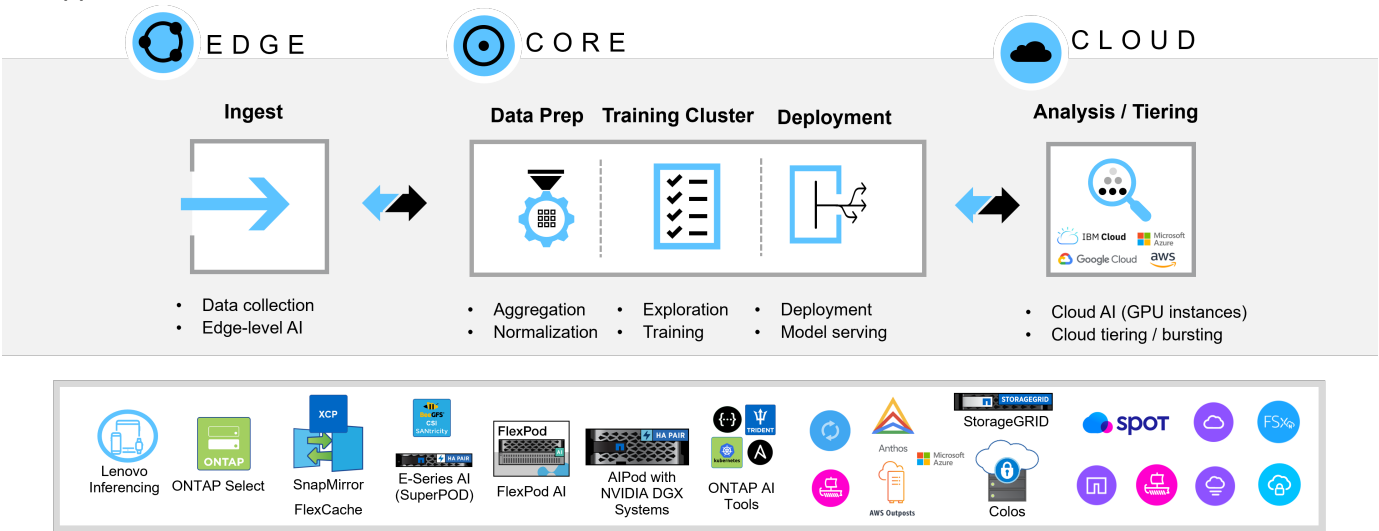 EDGE
CORE
CLOUD
Ingest
Data Prep
Training Cluster
Deployment
Analysis / Tiering
IBM Cloud
Microsoft
Azure
Google Cloud
aws
• Data collection
• Edge-level AI
• Aggregation
• Normalization
• Exploration
• Training
• Deployment
• Model serving
• Cloud AI (GPU instances)
• Cloud tiering / bursting
Lenovo
Inferencing
ONTAP
ONTAP Select
XCP
SnapMirror
FlexCache
BeeGFS
CSI
SANtricity
HA PAIR
E-Series AI
(SuperPOD)
FlexPod
AI
FlexPod AI
HA PAIR
AIPod with
NVIDIA DGX
Systems
{···}
TRIDENT
kubernetes
A
ONTAP AI
Tools
Anthos
Microsoft
Azure
AWS Outposts
STORAGEGRID
StorageGRID
Colos
spot
FSx